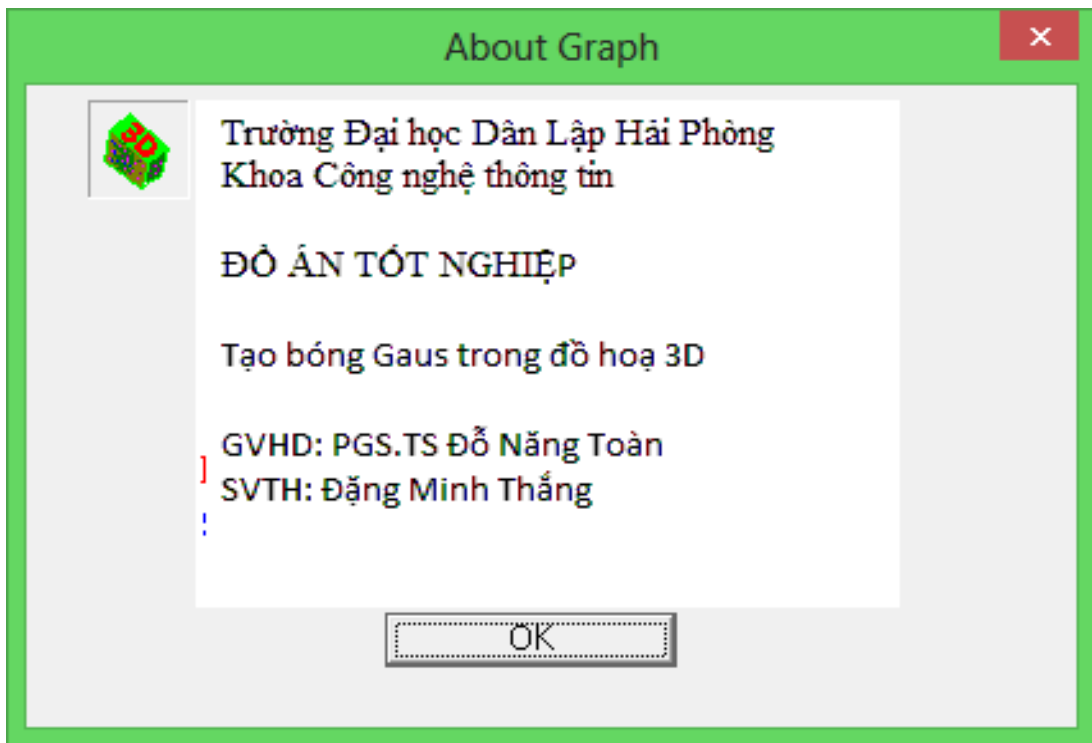 About Graph
3D
Trường Đại học Dân Lập Hải Phòng
Khoa Công nghệ thông tin
ĐỒ ÁN TỐT NGHIỆP
Tạo bóng Gaus trong đồ hoạ 3D
GVHD: PGS.TS Đỗ Năng Toàn
SVTH: Đặng Minh Thắng
OK